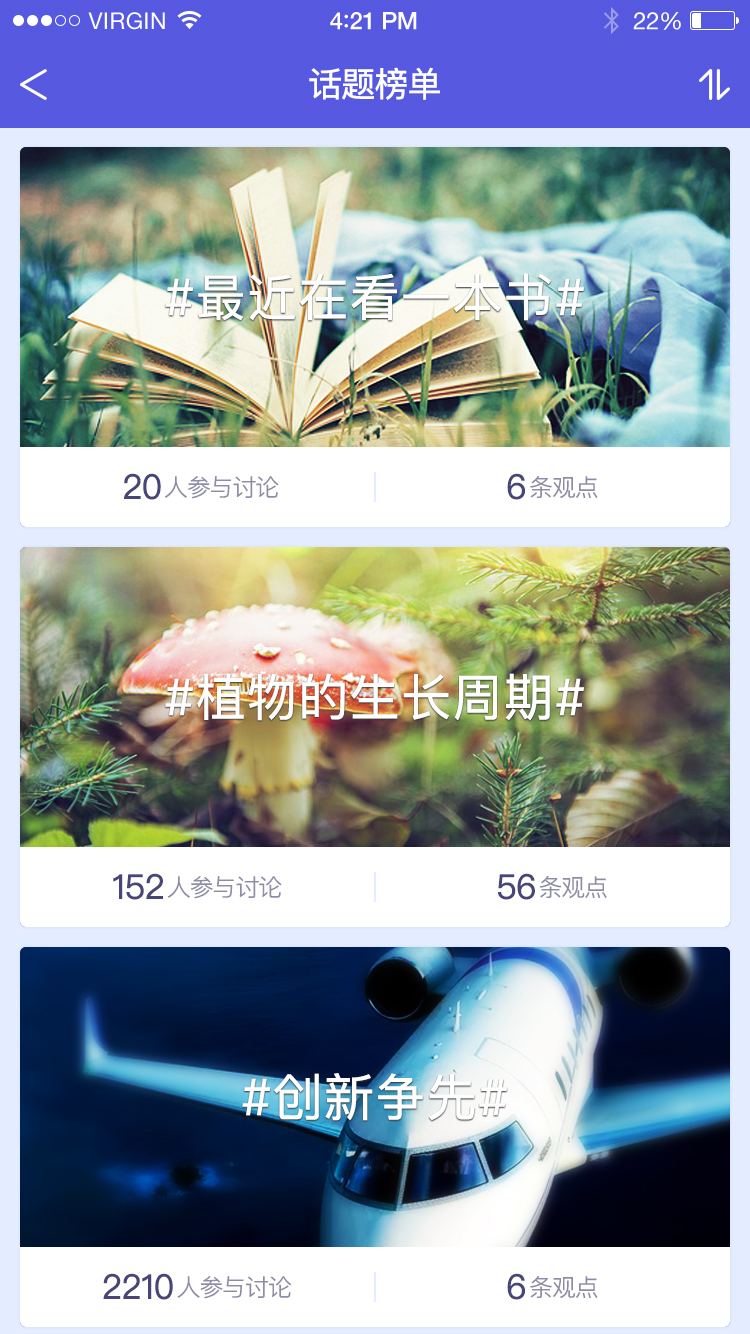 VIRGIN 4:21 PM 22%
话题榜单
#最近在看一本书#
20人参与讨论 6条观点
#植物的生长周期#
152人参与讨论 56条观点
#创新争先#
2210人参与讨论 6条观点